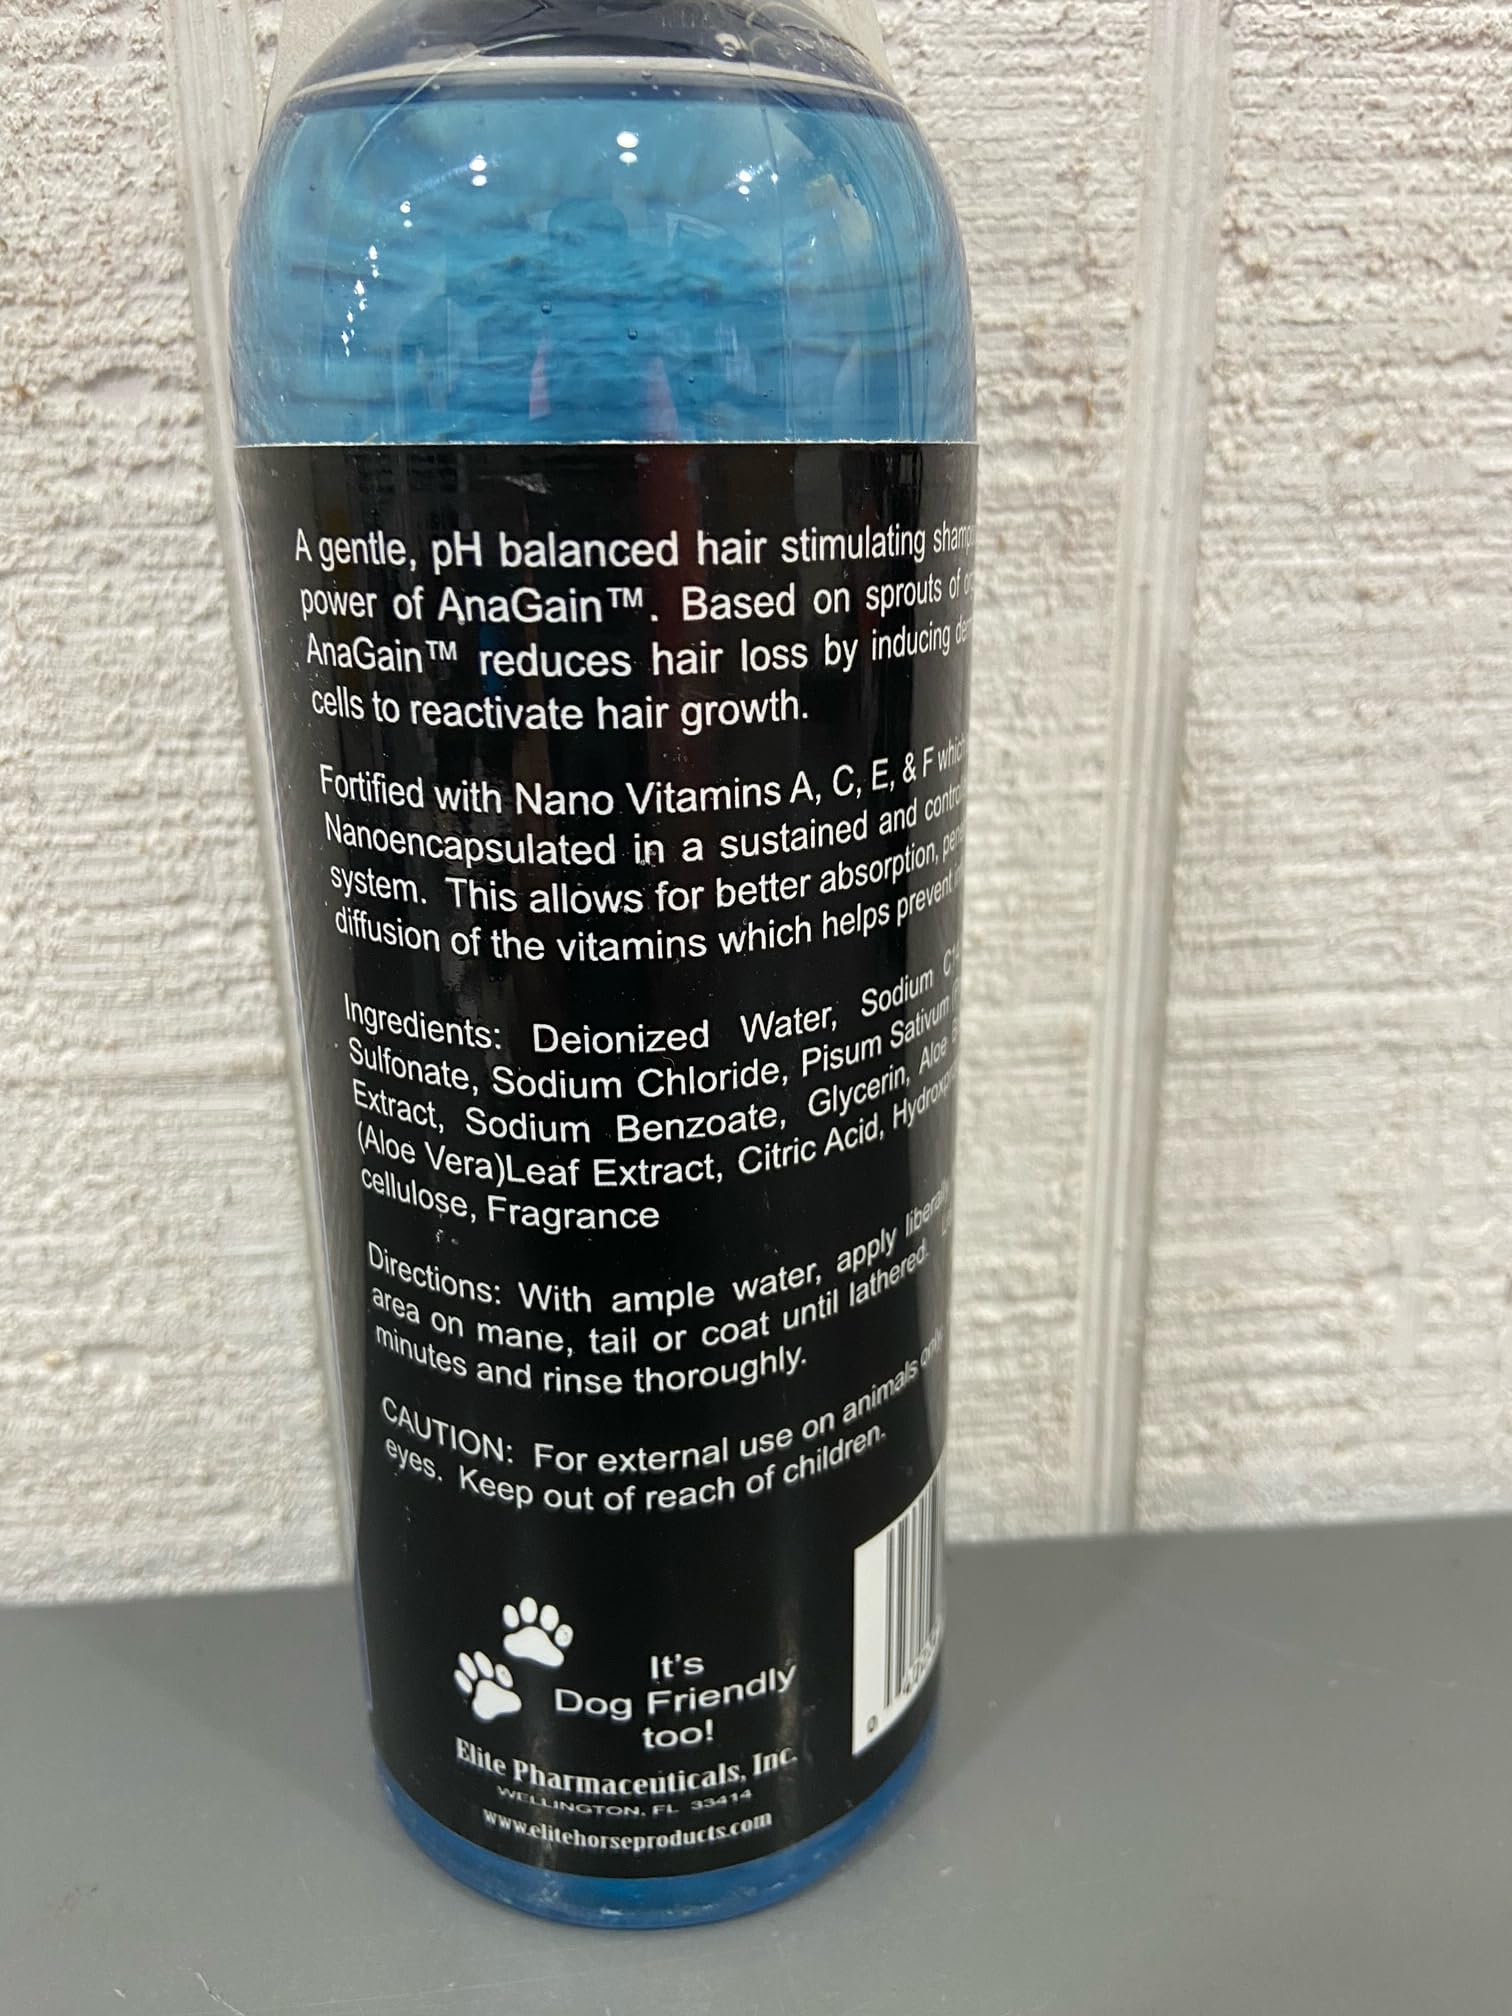 A gentle, pH balanced hair stimulating
power of AnaGain™. Based on sprouts of
AnaGain™ reduces hair loss by inducing
cells to reactivate hair growth.
Fortified with Nano Vitamins A, C, E, & F
Nanoencapsulated in a sustained and
system. This allows for better absorption,
diffusion of the vitamins which helps prevent
Ingredients: Deionized Water, Sodium
Sulfonate, Sodium Chloride, Pisum Sativum
Extract, Sodium Benzoate, Glycerin, Aloe
(Aloe Vera)Leaf Extract, Citric Acid,
cellulose, Fragrance
Directions: With ample water, apply liberally
area on mane, tail or coat until lathered.
minutes and rinse thoroughly.
CAUTION: For external use on animals only
eyes. Keep out of reach of children.
It's
Dog Friendly
too!
Elite Pharmaceuticals, Inc.
WELLINGTON, FL 33414
www.elitehorseproducts.com
0